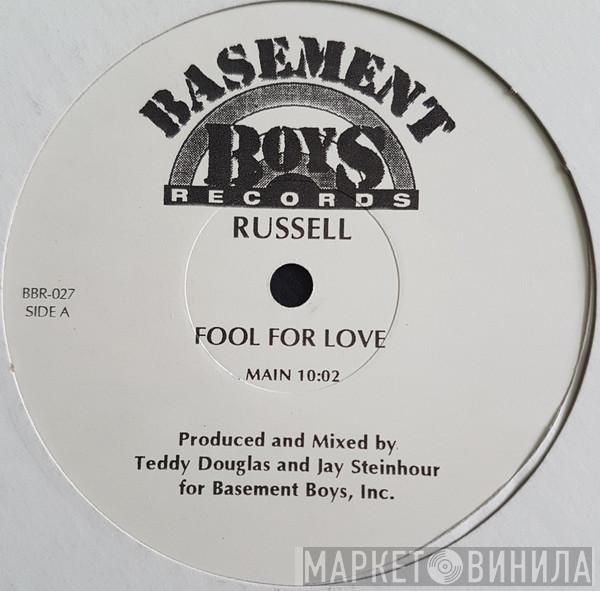 BASEMENT
BOYS
RECORDS
RUSSELL
BBR-027
SIDE A
FOOL FOR LOVE
MAIN 10:02
Produced and Mixed by
Teddy Douglas and Jay Steinhour
for Basement Boys, Inc.
МАРКЕТ ВИНИЛА